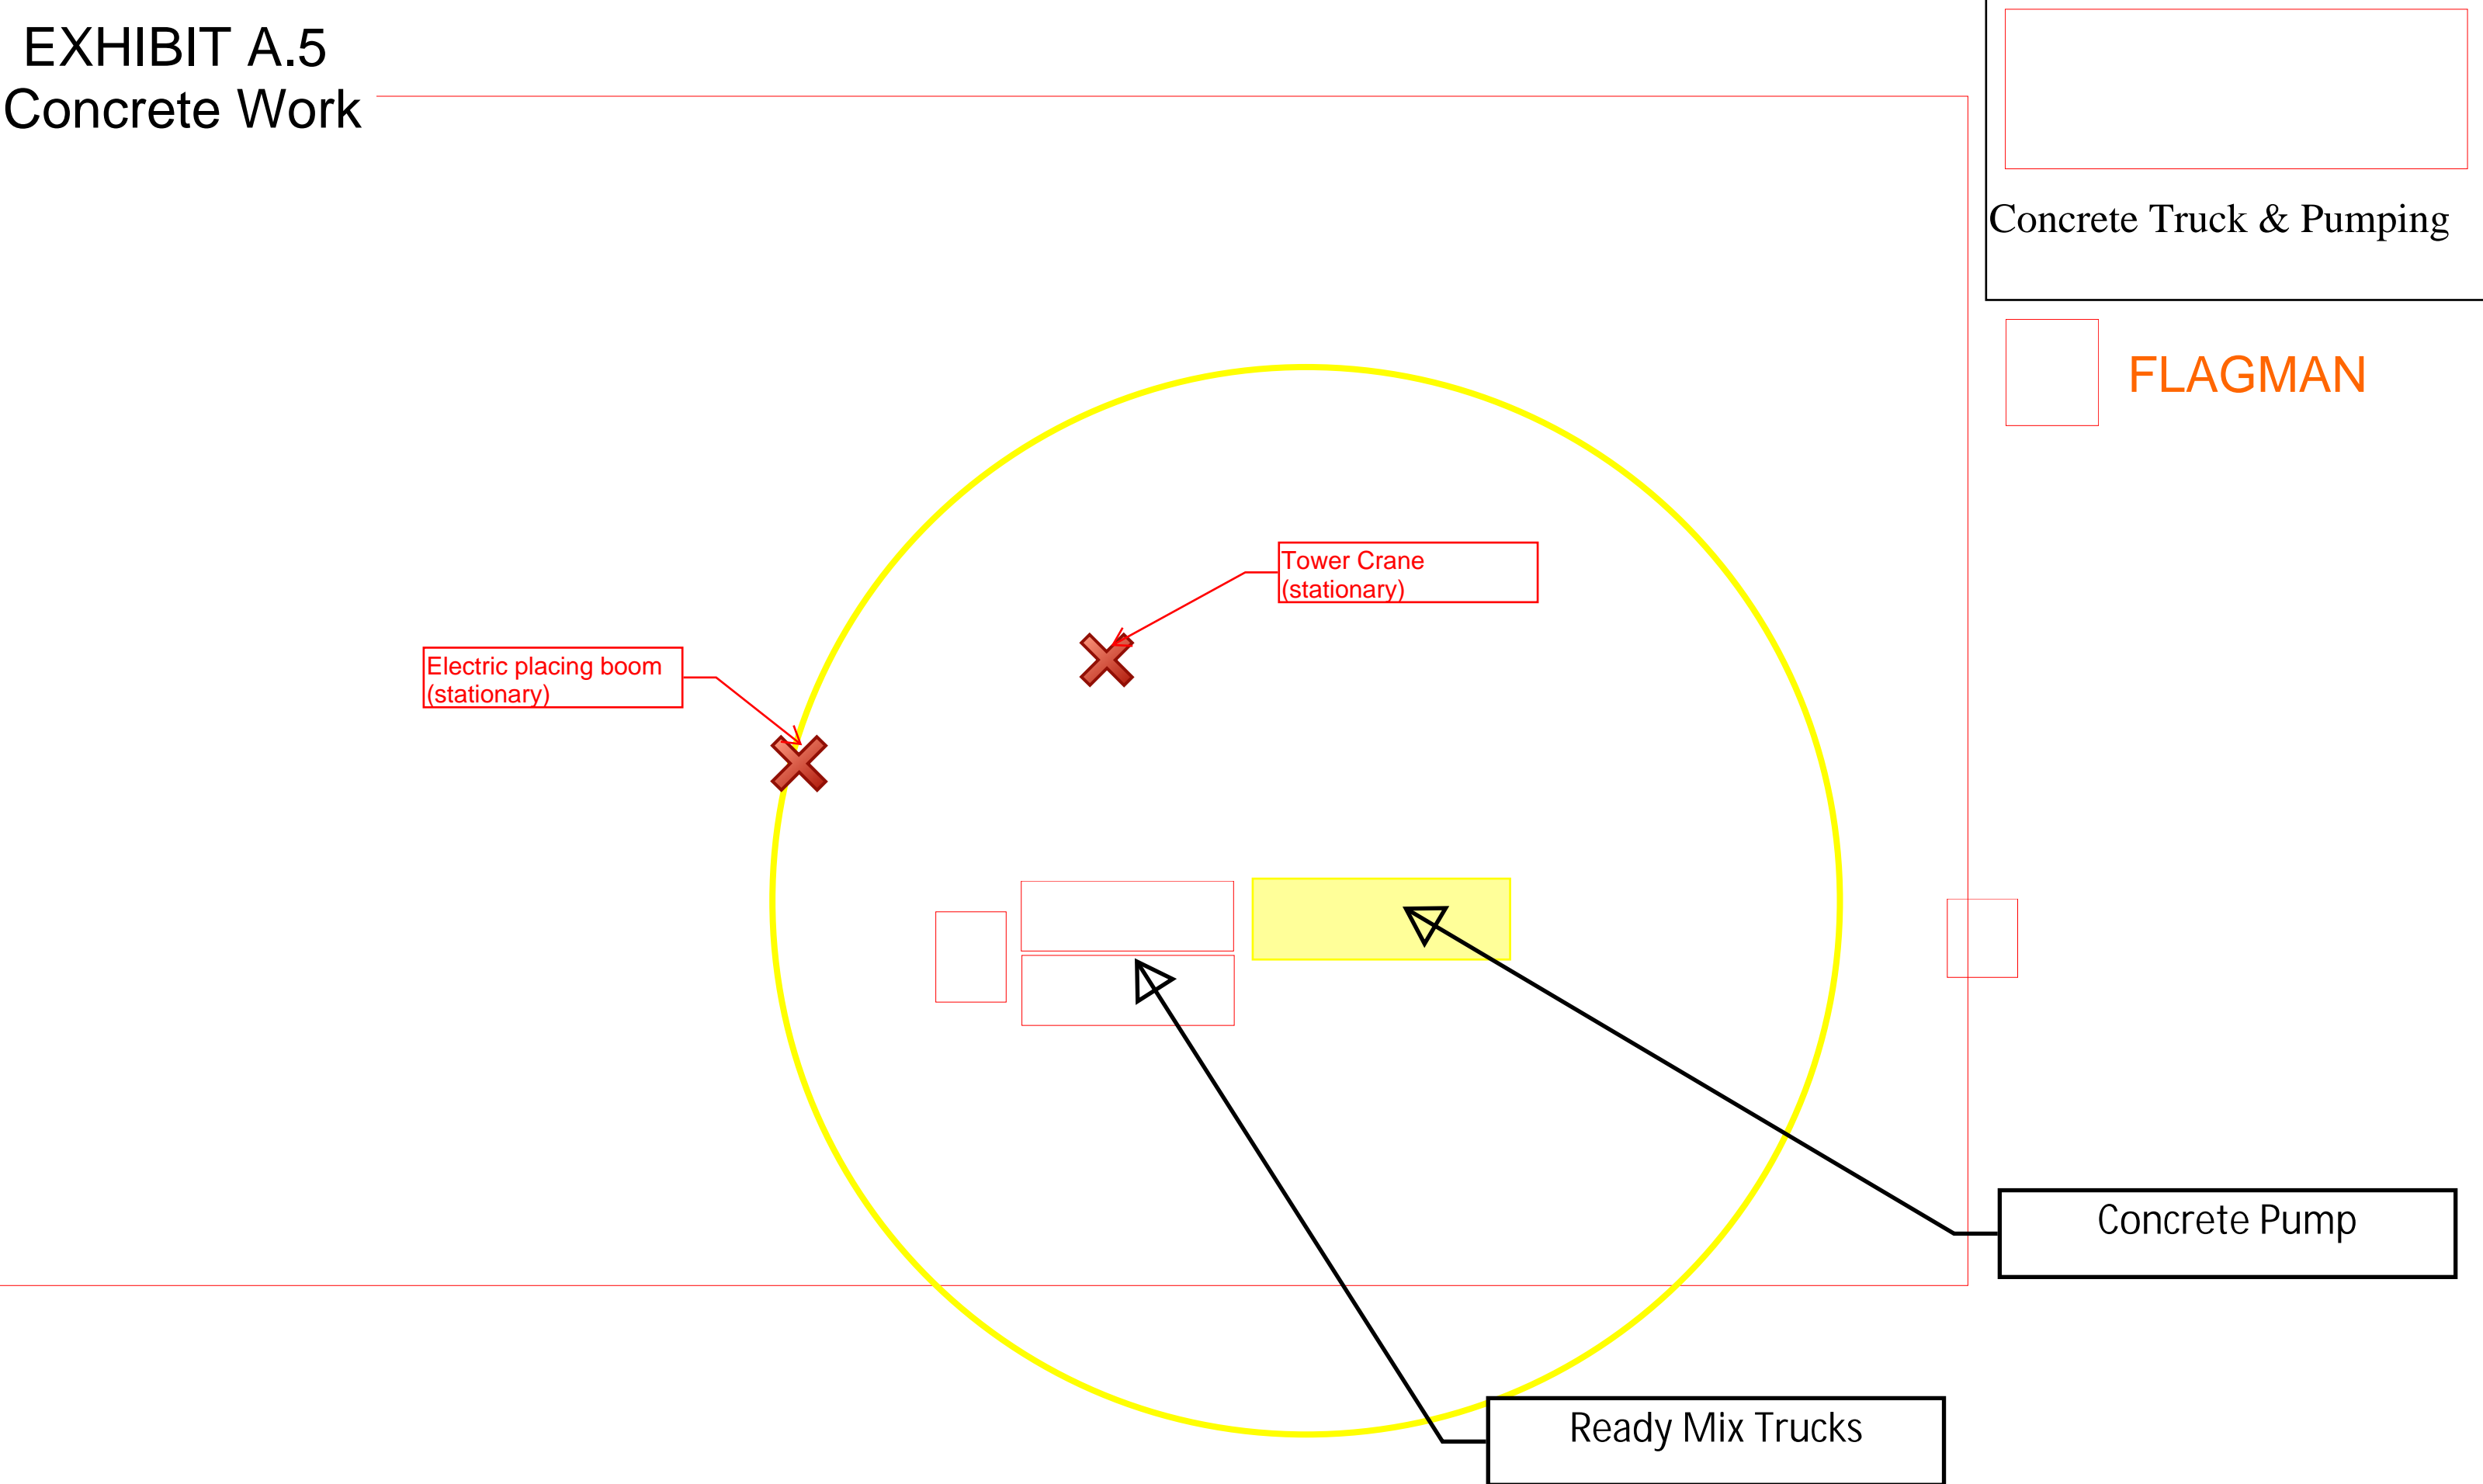 EXHIBIT A.5
Concrete Work
Concrete Truck & Pumping
FLAGMAN
Tower Crane
(stationary)
Electric placing boom
(stationary)
Concrete Pump
Ready Mix Trucks